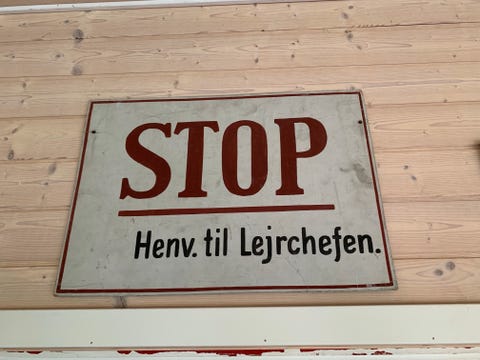 STOP
Henv. til Lejrchefen.